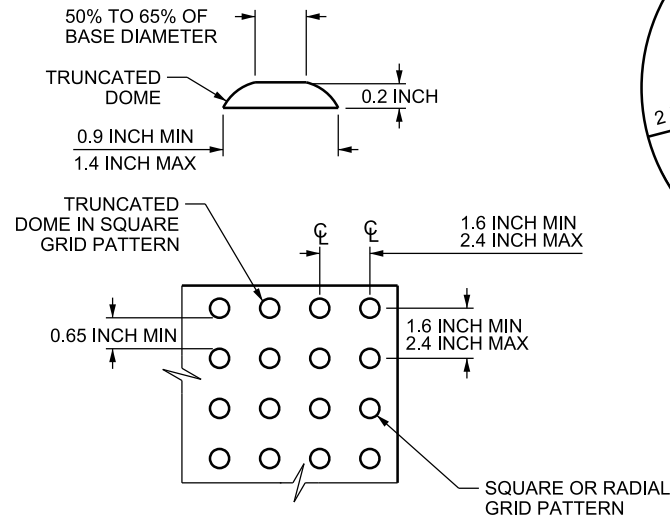 50% TO 65% OF
BASE DIAMETER
TRUNCATED
DOME
0.2 INCH
0.9 INCH MIN
1.4 INCH MAX
2
TRUNCATED
DOME IN SQUARE
GRID PATTERN
℄
℄
1.6 INCH MIN
2.4 INCH MAX
0.65 INCH MIN
1.6 INCH MIN
2.4 INCH MAX
SQUARE OR RADIAL
GRID PATTERN